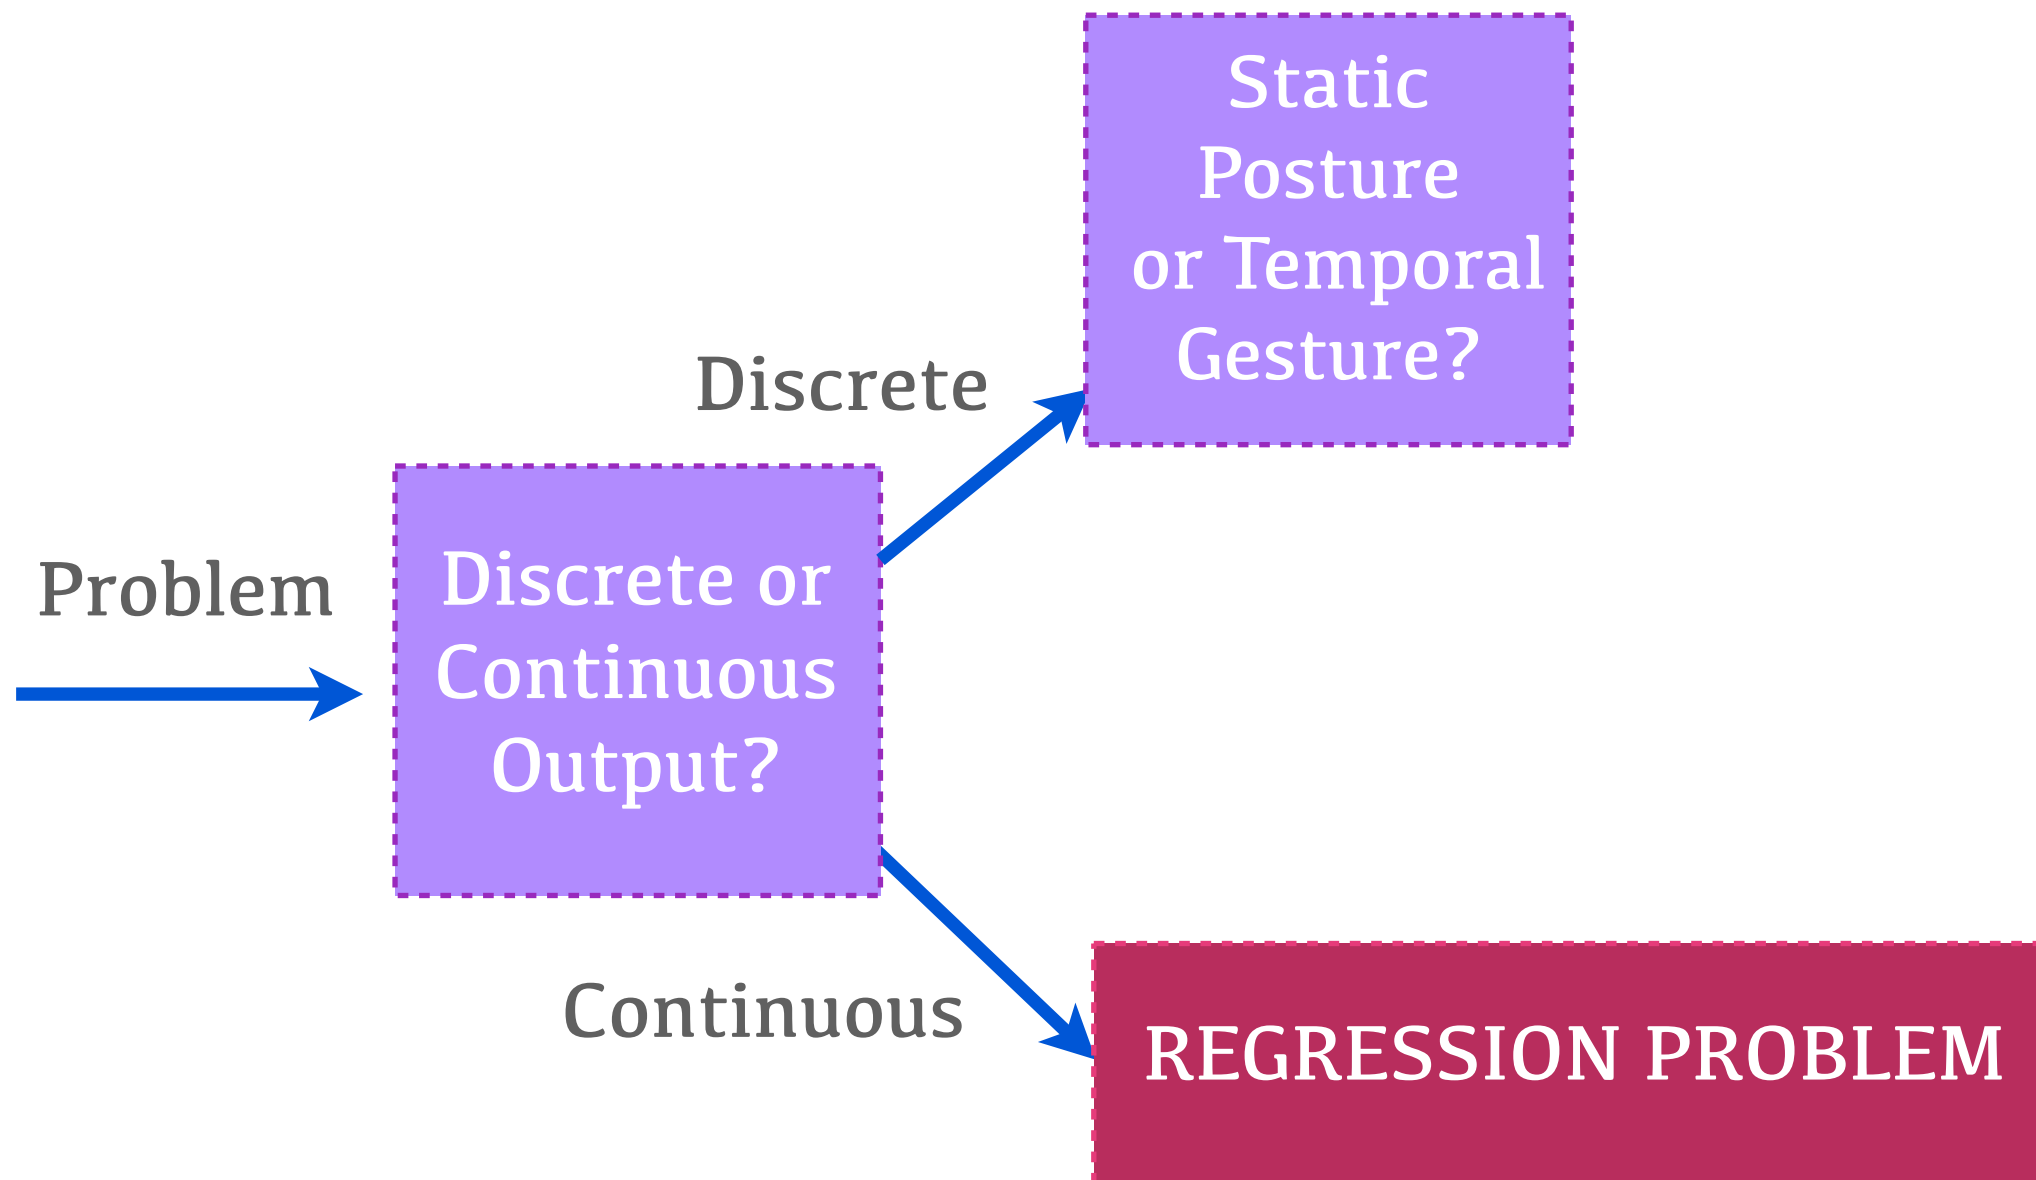 Problem
Discrete or
Continuous
Output?
Discrete
Static
Posture
or Temporal
Gesture?
Continuous
REGRESSION PROBLEM